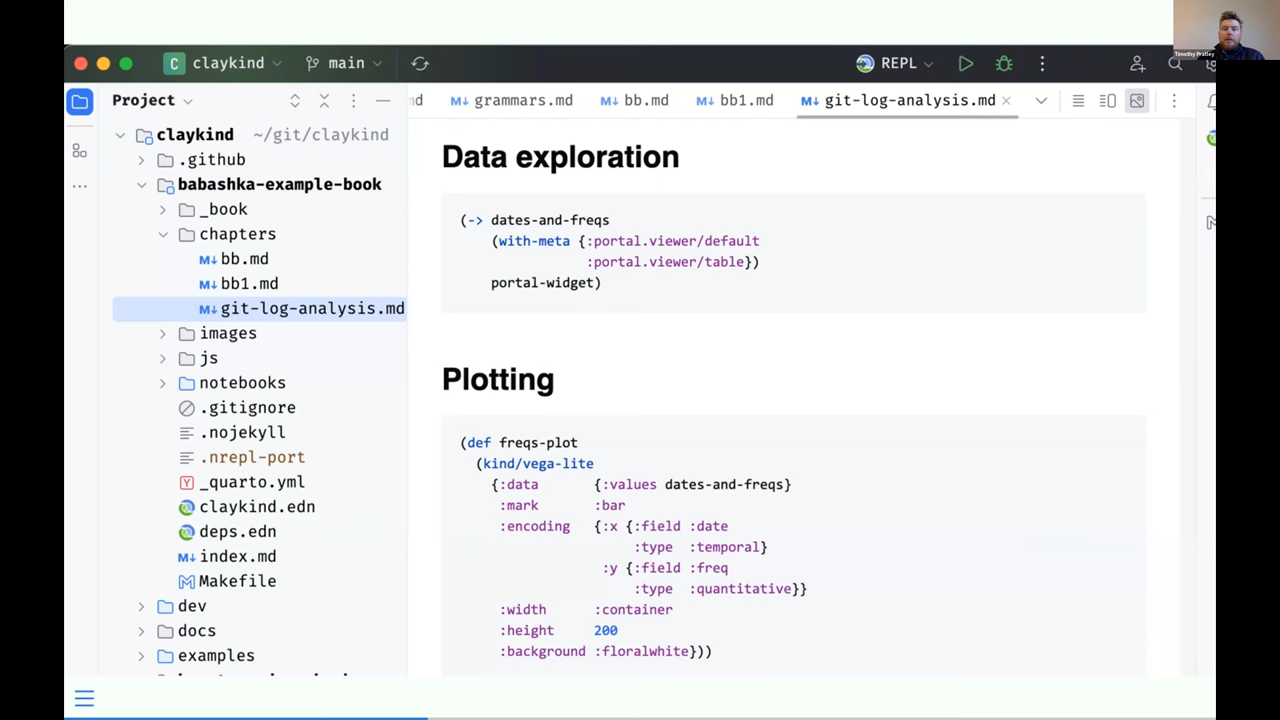 C claykind main REPL
Timothy Pratley
Project
nd grammars.md bb.md bb1.md git-log-analysis.md
claykind ~/git/claykind
.github
babashka-example-book
_book
chapters
bb.md
bb1.md
git-log-analysis.md
images
js
notebooks
.gitignore
.nojekyll
.nrepl-port
_quarto.yml
claykind.edn
deps.edn
index.md
Makefile
dev
docs
examples
Data exploration
(-> dates-and-freqs
(with-meta {:portal.viewer/default
:portal.viewer/table})
portal-widget)
Plotting
(def freqs-plot
(kind/vega-lite
{:data {:values dates-and-freqs}
:mark :bar
:encoding {:x {:field :date
:type :temporal}
:y {:field :freq
:type :quantitative}}
:width :container
:height 200
:background :floralwhite}))